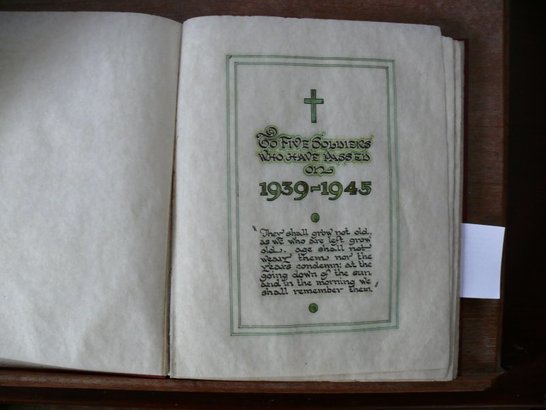 To Five Soldiers
who have passed
on
1939-1945
"They shall grow not old,
as we who are left grow
old. age shall not
weary them nor the
years condemn: at the
going down of the sun
and in the morning we
shall remember them"